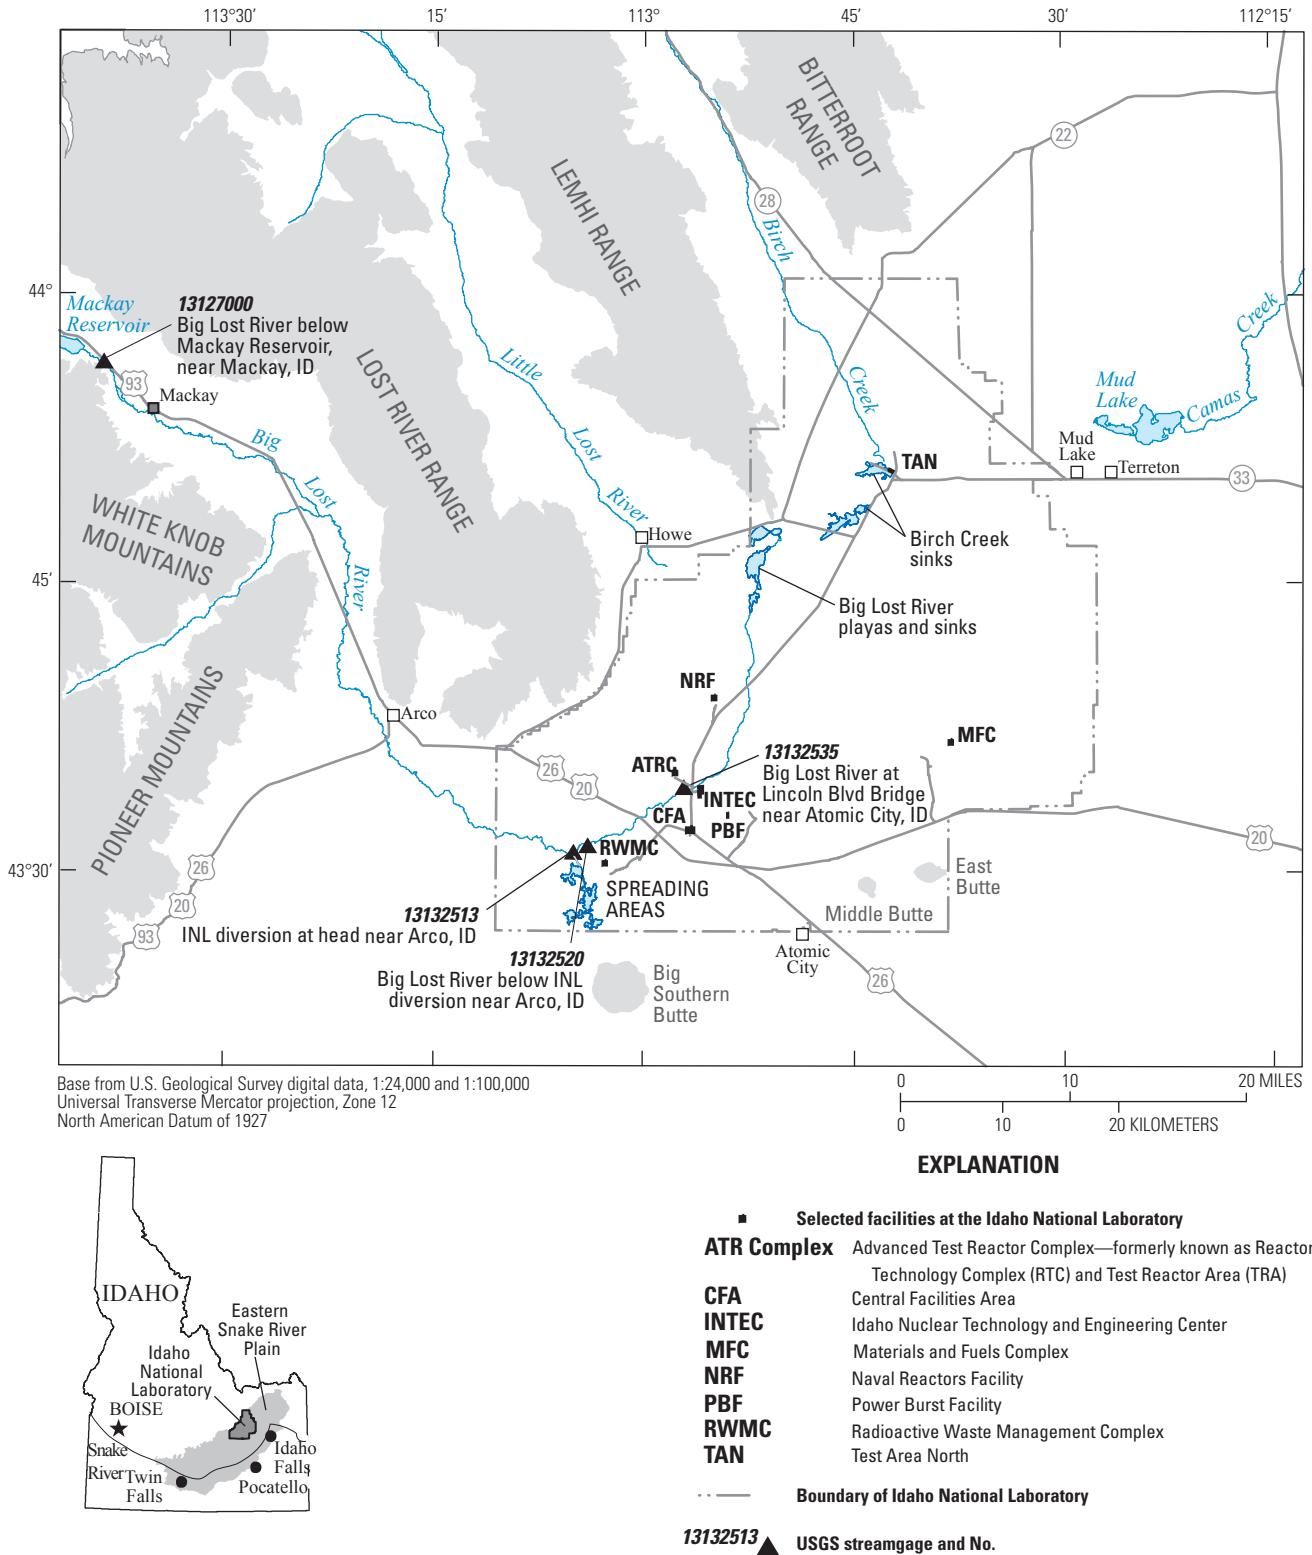 113°30′
15′
113°
45′
30′
112°15′
44°
45′
43°30′
BITTERROOT
RANGE
LEMHI RANGE
LOST RIVER RANGE
WHITE KNOB
MOUNTAINS
PIONEER MOUNTAINS
22
28
Birch
Creek
Mackay
Reservoir
13127000
Big Lost River below
Mackay Reservoir,
near Mackay, ID
93
Mackay
Big
Lost
River
Little
Lost
River
Howe
Mud
Lake
Camas
Creek
Mud
Lake
Terreton
33
TAN
Birch Creek
sinks
Big Lost River
playas and sinks
NRF
MFC
Arco
26
20
ATRC
13132535
Big Lost River at
Lincoln Blvd Bridge
near Atomic City, ID
INTEC
CFA
PBF
RWMC
SPREADING
AREAS
East
Butte
Middle Butte
20
26
20
93
13132513
INL diversion at head near Arco, ID
13132520
Big Lost River below INL
diversion near Arco, ID
Big
Southern
Butte
Atomic
City
26
Base from U.S. Geological Survey digital data, 1:24,000 and 1:100,000
Universal Transverse Mercator projection, Zone 12
North American Datum of 1927
0
10
20 MILES
0
10
20 KILOMETERS
IDAHO
Eastern
Snake River
Plain
Idaho
National
Laboratory
BOISE
Snake
River
Twin
Falls
Idaho
Falls
Pocatello
EXPLANATION
Selected facilities at the Idaho National Laboratory
ATR Complex Advanced Test Reactor Complex—formerly known as Reactor
Technology Complex (RTC) and Test Reactor Area (TRA)
CFA Central Facilities Area
INTEC Idaho Nuclear Technology and Engineering Center
MFC Materials and Fuels Complex
NRF Naval Reactors Facility
PBF Power Burst Facility
RWMC Radioactive Waste Management Complex
TAN Test Area North
Boundary of Idaho National Laboratory
13132513 USGS streamgage and No.